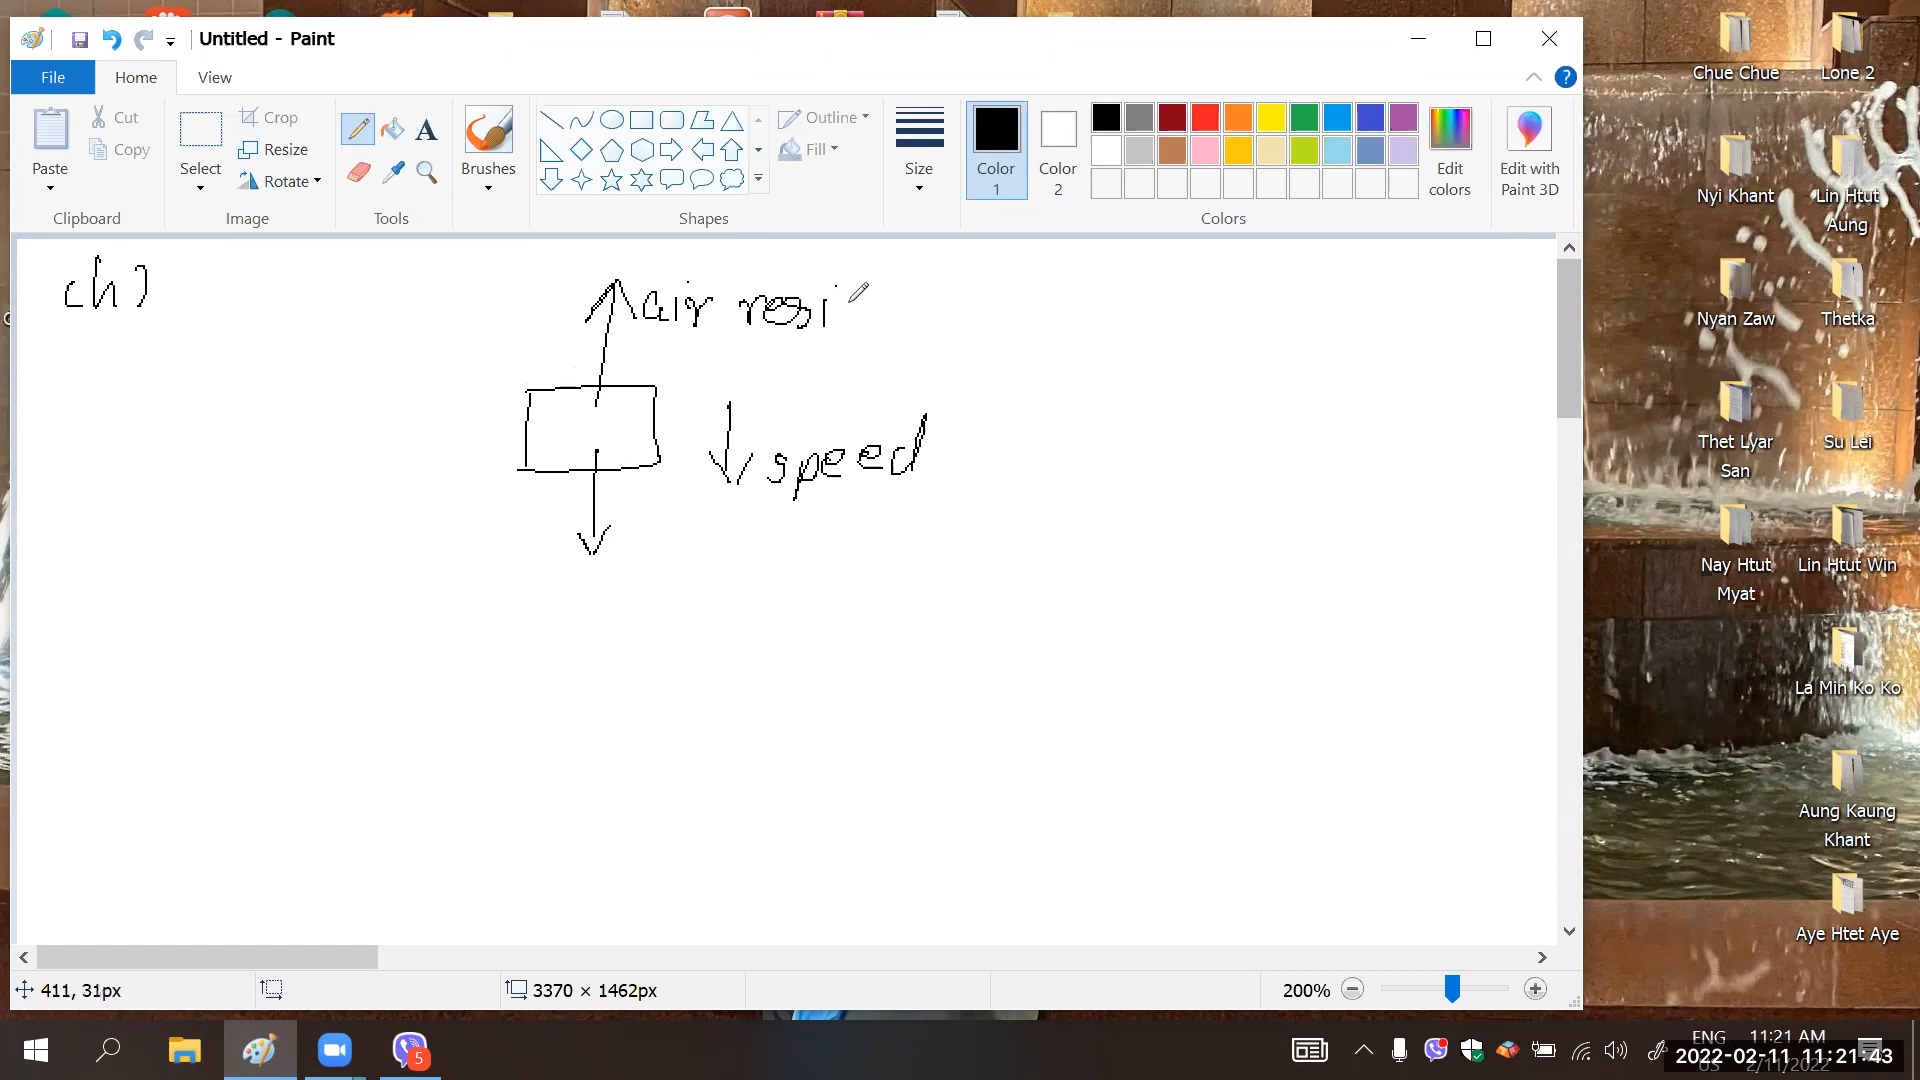 Untitled - Paint
File
Home
View
Paste
Cut
Copy
Clipboard
Select
Crop
Resize
Rotate
Image
A
Tools
Brushes
Shapes
Outline
Fill
Size
Color 1
Color 2
Colors
Edit colors
Edit with Paint 3D
air resi
speed
411, 31px
3370 × 1462px
200%
Chue Chue
Lone 2
Nyi Khant
Lin Htut Aung
Nyan Zaw
Thetka
Thet Lyar San
Su Lei
Nay Htut Myat
Lin Htut Win
La Min Ko Ko
Aung Kaung Khant
Aye Htet Aye
5
ENG
11:21 AM
2022-02-11 11:21:43